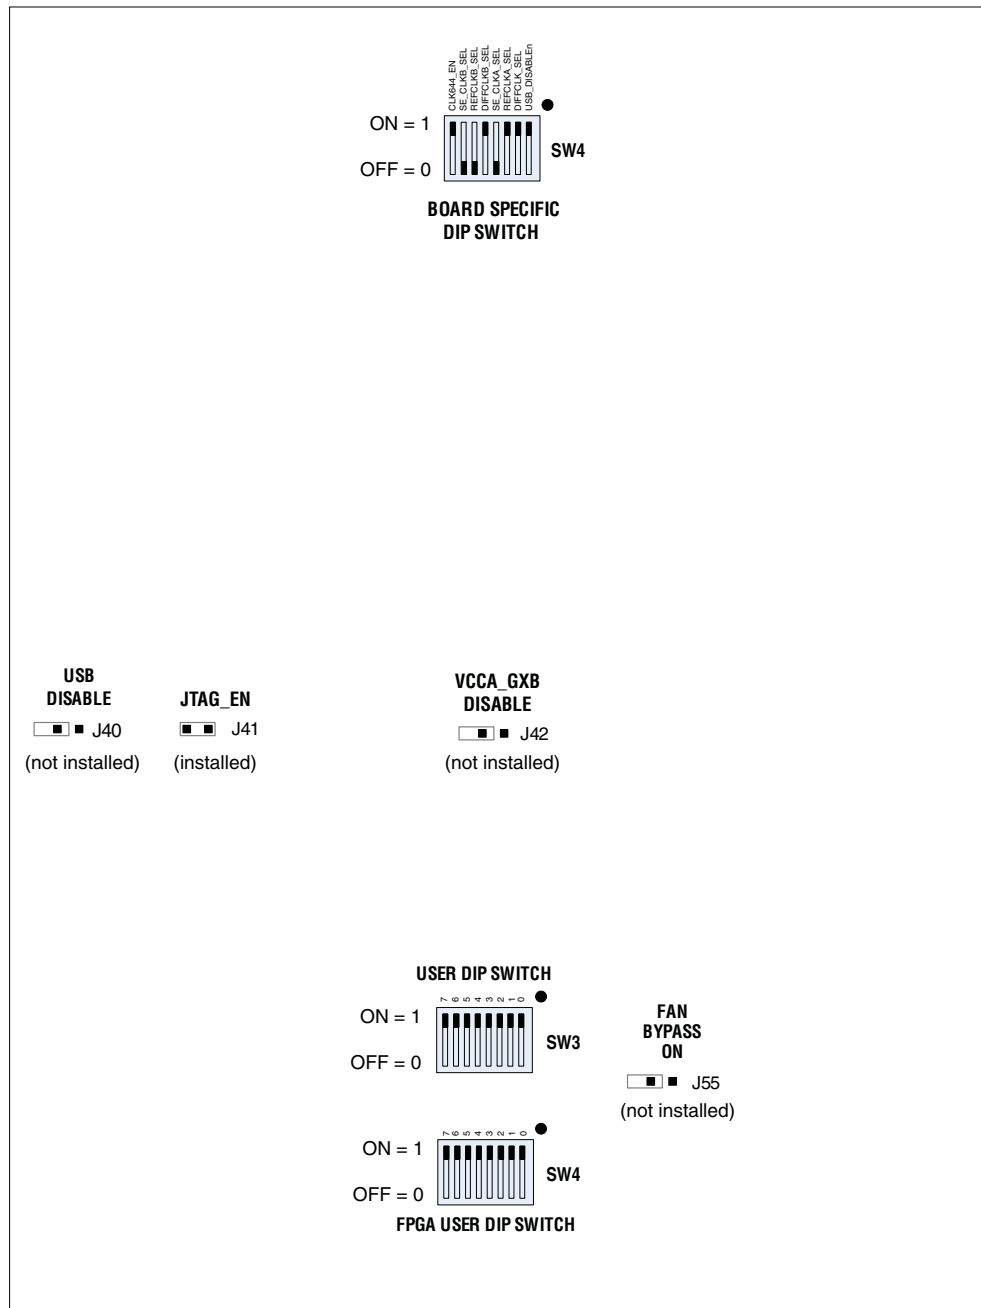 CLK644_EN
SE_CLKB_SEL
REFCLKB_SEL
DIFFCLKB_SEL
SE_CLKA_SEL
REFCLKA_SEL
DIFFCLK_SEL
USB_DISABLEn
ON = 1
OFF = 0
SW4
BOARD SPECIFIC
DIP SWITCH
USB
DISABLE
J40
(not installed)
JTAG_EN
J41
(installed)
VCCA_GXB
DISABLE
J42
(not installed)
USER DIP SWITCH
7 6 5 4 3 2 1 0
ON = 1
OFF = 0
SW3
FAN
BYPASS
ON
J55
(not installed)
7 6 5 4 3 2 1 0
ON = 1
OFF = 0
SW4
FPGA USER DIP SWITCH